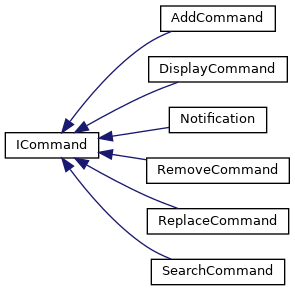 AddCommand
DisplayCommand
Notification
ICommand
RemoveCommand
ReplaceCommand
SearchCommand